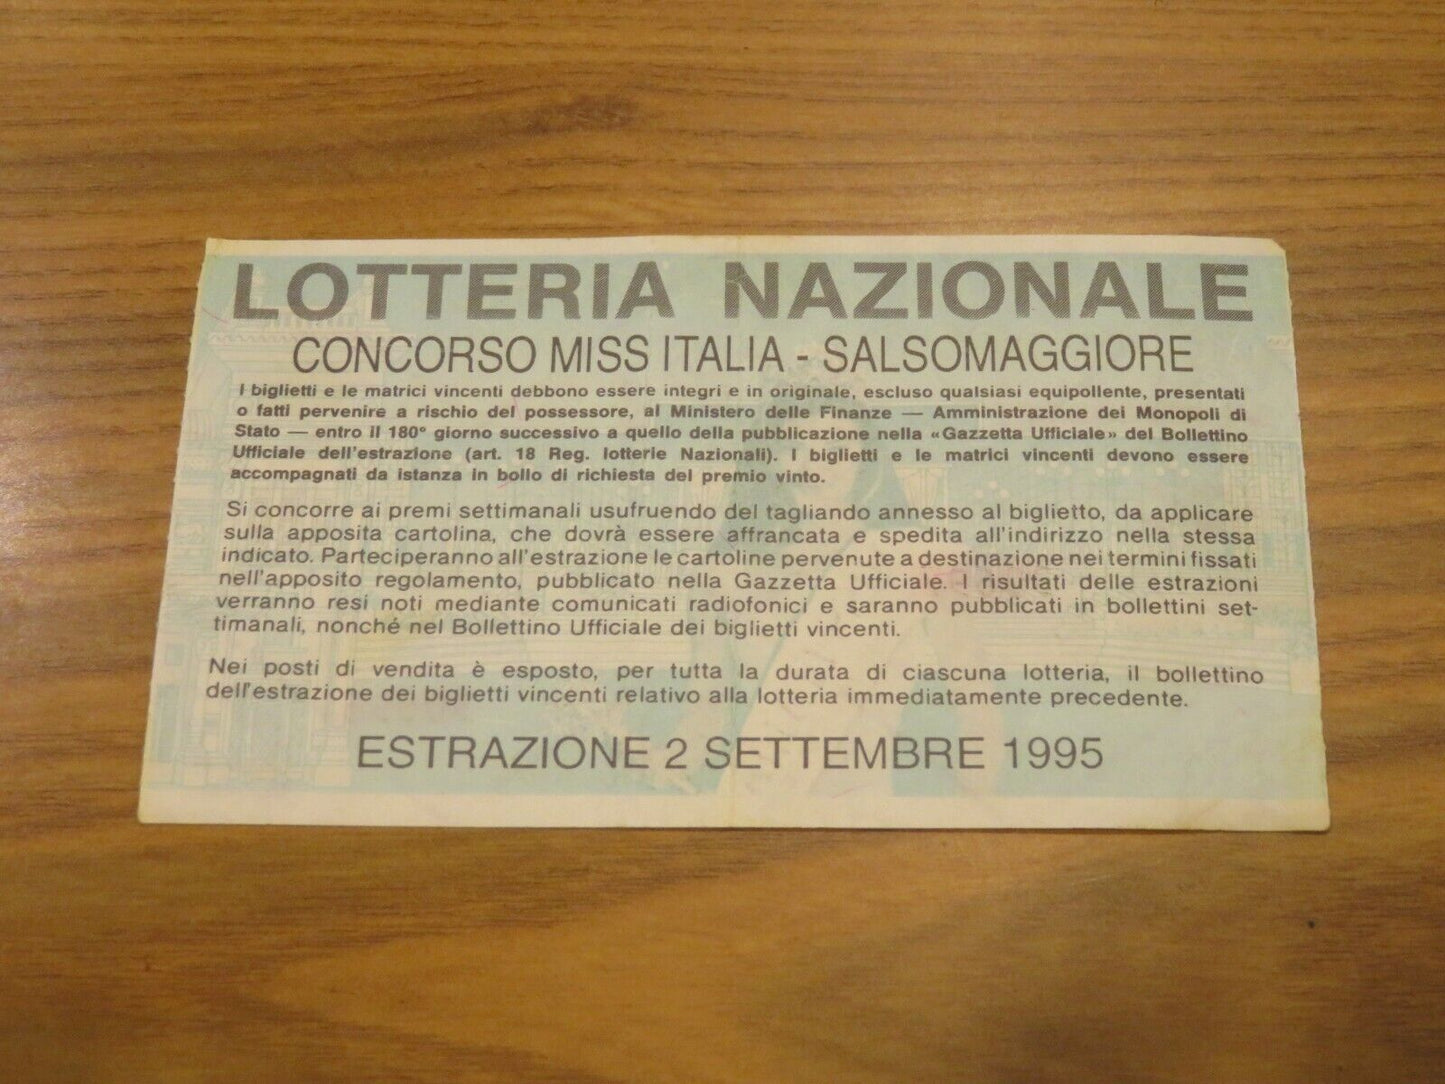 LOTTERIA NAZIONALE
CONCORSO MISS ITALIA - SALSOMAGGIORE
I biglietti e le matrici vincenti debbono essere integri e in originale, escluso qualsiasi equipollente, presentati
o fatti pervenire a rischio del possessore, al Ministero delle Finanze — Amministrazione dei Monopoli di
Stato — entro il 180° giorno successivo a quello della pubblicazione nella «Gazzetta Ufficiale» del Bollettino
Ufficiale dell'estrazione (art. 18 Reg. lotterie Nazionali). I biglietti e le matrici vincenti devono essere
accompagnati da istanza in bollo di richiesta del premio vinto.
Si concorre ai premi settimanali usufruendo del tagliando annesso al biglietto, da applicare
sulla apposita cartolina, che dovrà essere affrancata e spedita all'indirizzo nella stessa
indicato. Parteciperanno all'estrazione le cartoline pervenute a destinazione nei termini fissati
nell'apposito regolamento, pubblicato nella Gazzetta Ufficiale. I risultati delle estrazioni
verranno resi noti mediante comunicati radiofonici e saranno pubblicati in bollettini set-
timanali, nonché nel Bollettino Ufficiale dei biglietti vincenti.
Nei posti di vendita è esposto, per tutta la durata di ciascuna lotteria, il bollettino
dell'estrazione dei biglietti vincenti relativo alla lotteria immediatamente precedente.
ESTRAZIONE 2 SETTEMBRE 1995